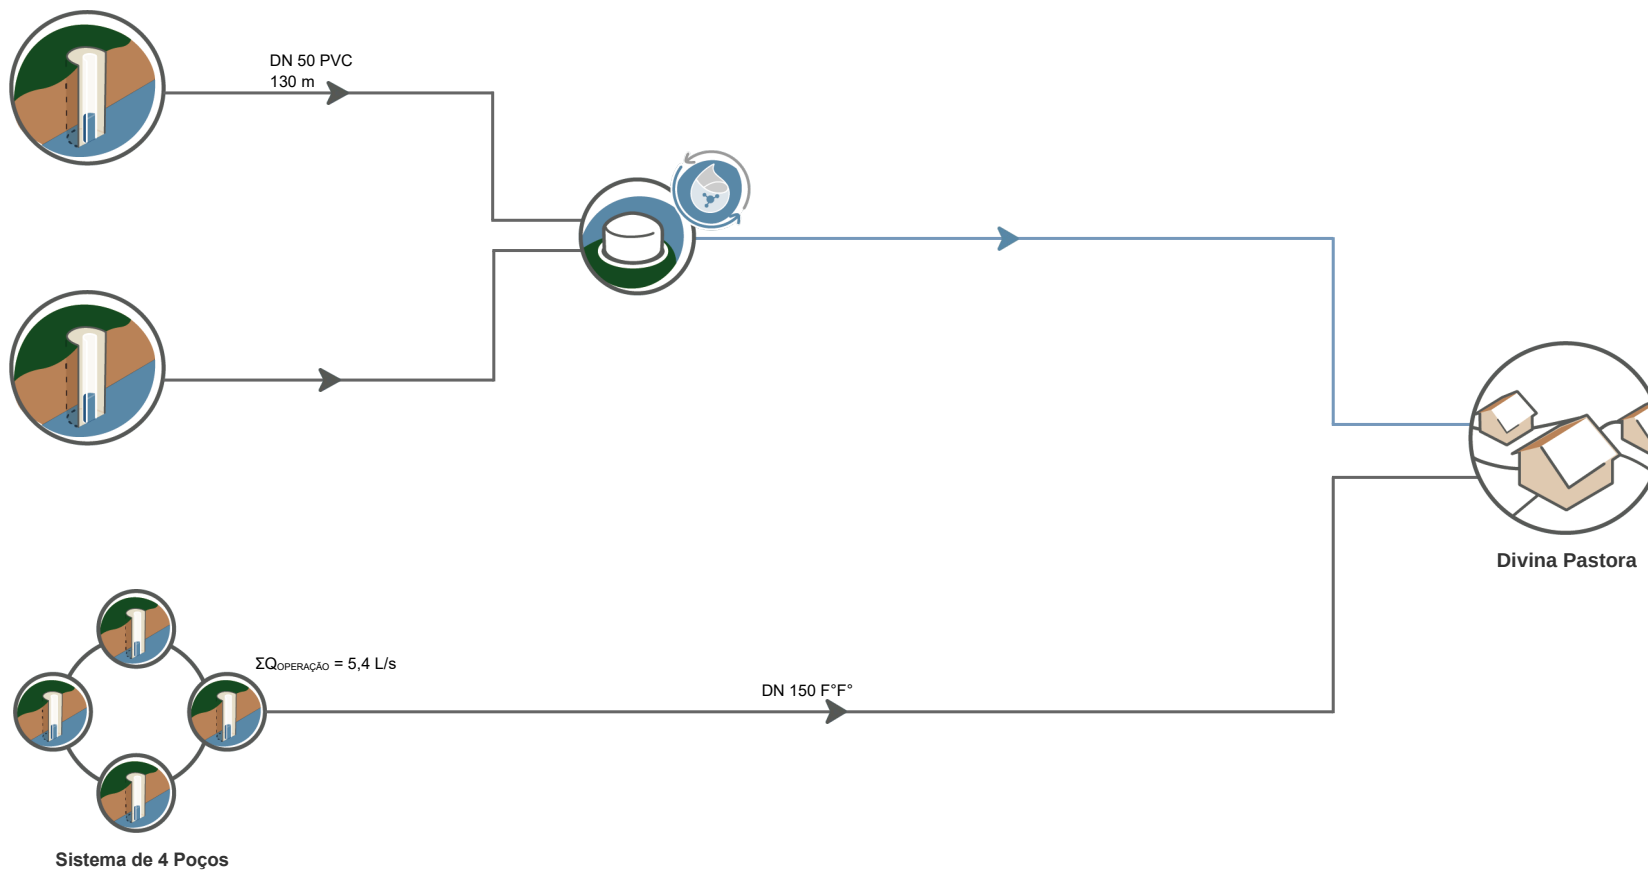 DN 50 PVC
130 m
Divina Pastora
ΣQOPERAÇÃO = 5,4 L/s
DN 150 F°F°
Sistema de 4 Poços